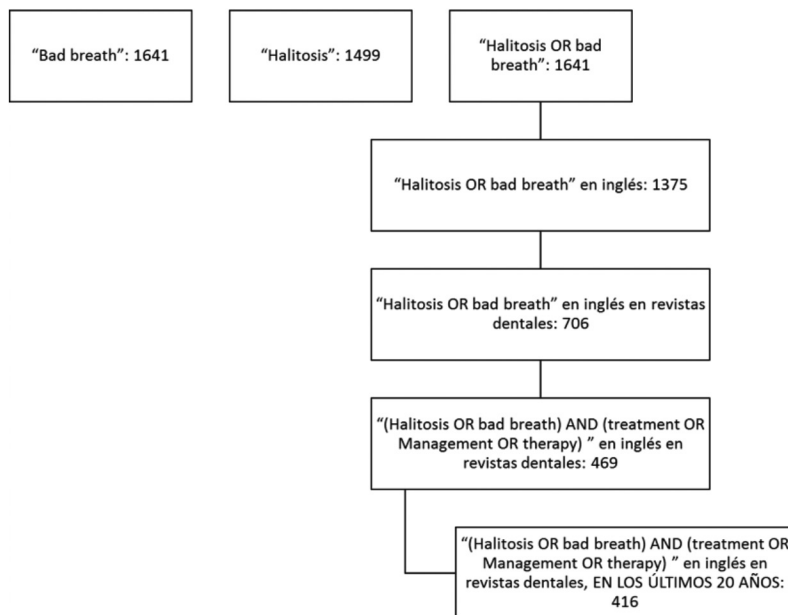 “Bad breath”: 1641
“Halitosis”: 1499
“Halitosis OR bad
breath”: 1641
“Halitosis OR bad breath” en inglés: 1375
“Halitosis OR bad breath” en inglés en revistas
dentales: 706
“(Halitosis OR bad breath) AND (treatment OR
Management OR therapy) ” en inglés en
revistas dentales: 469
“(Halitosis OR bad breath) AND (treatment OR
Management OR therapy) ” en inglés en
revistas dentales, EN LOS ÚLTIMOS 20 AÑOS:
416